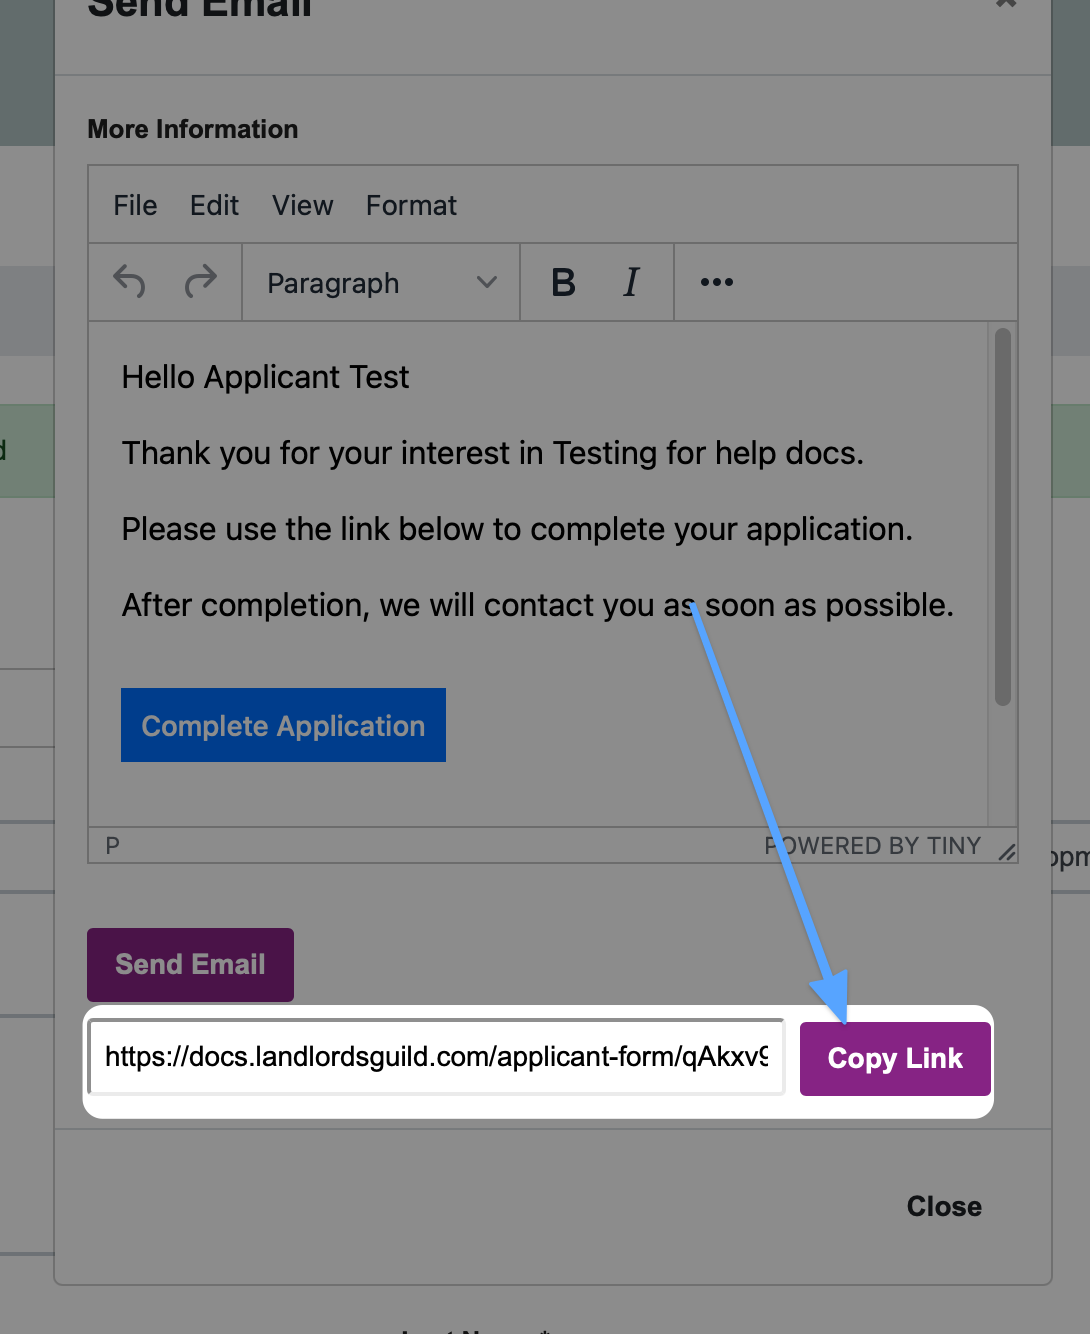 Send Email
More Information
File Edit View Format
Paragraph B I
Hello Applicant Test
Thank you for your interest in Testing for help docs.
Please use the link below to complete your application.
After completion, we will contact you as soon as possible.
Complete Application
P POWERED BY TINY
Send Email
https://docs.landlordsguild.com/applicant-form/qAkxv9
Copy Link
Close